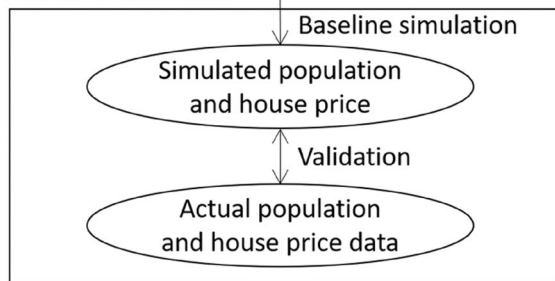 Baseline simulation
Simulated population
and house price
Validation
Actual population
and house price data